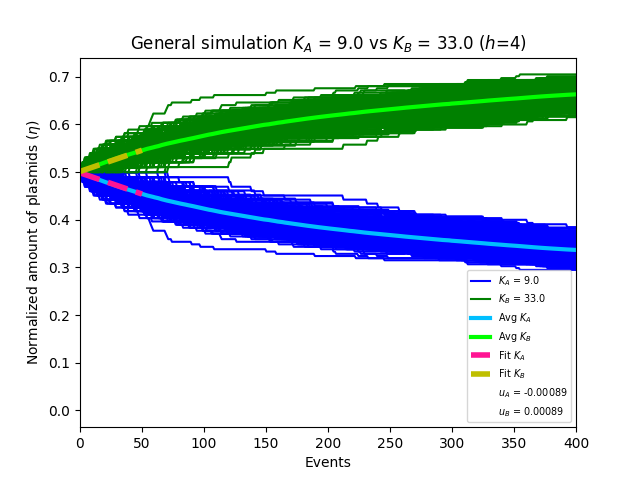 General simulation K_A = 9.0 vs K_B = 33.0 (h=4)
Normalized amount of plasmids (η)
0.7
0.6
0.5
0.4
0.3
0.2
0.1
0.0
K_A = 9.0
K_B = 33.0
Avg K_A
Avg K_B
Fit K_A
Fit K_B
u_A = -0.00089
u_B = 0.00089
0 50 100 150 200 250 300 350 400
Events